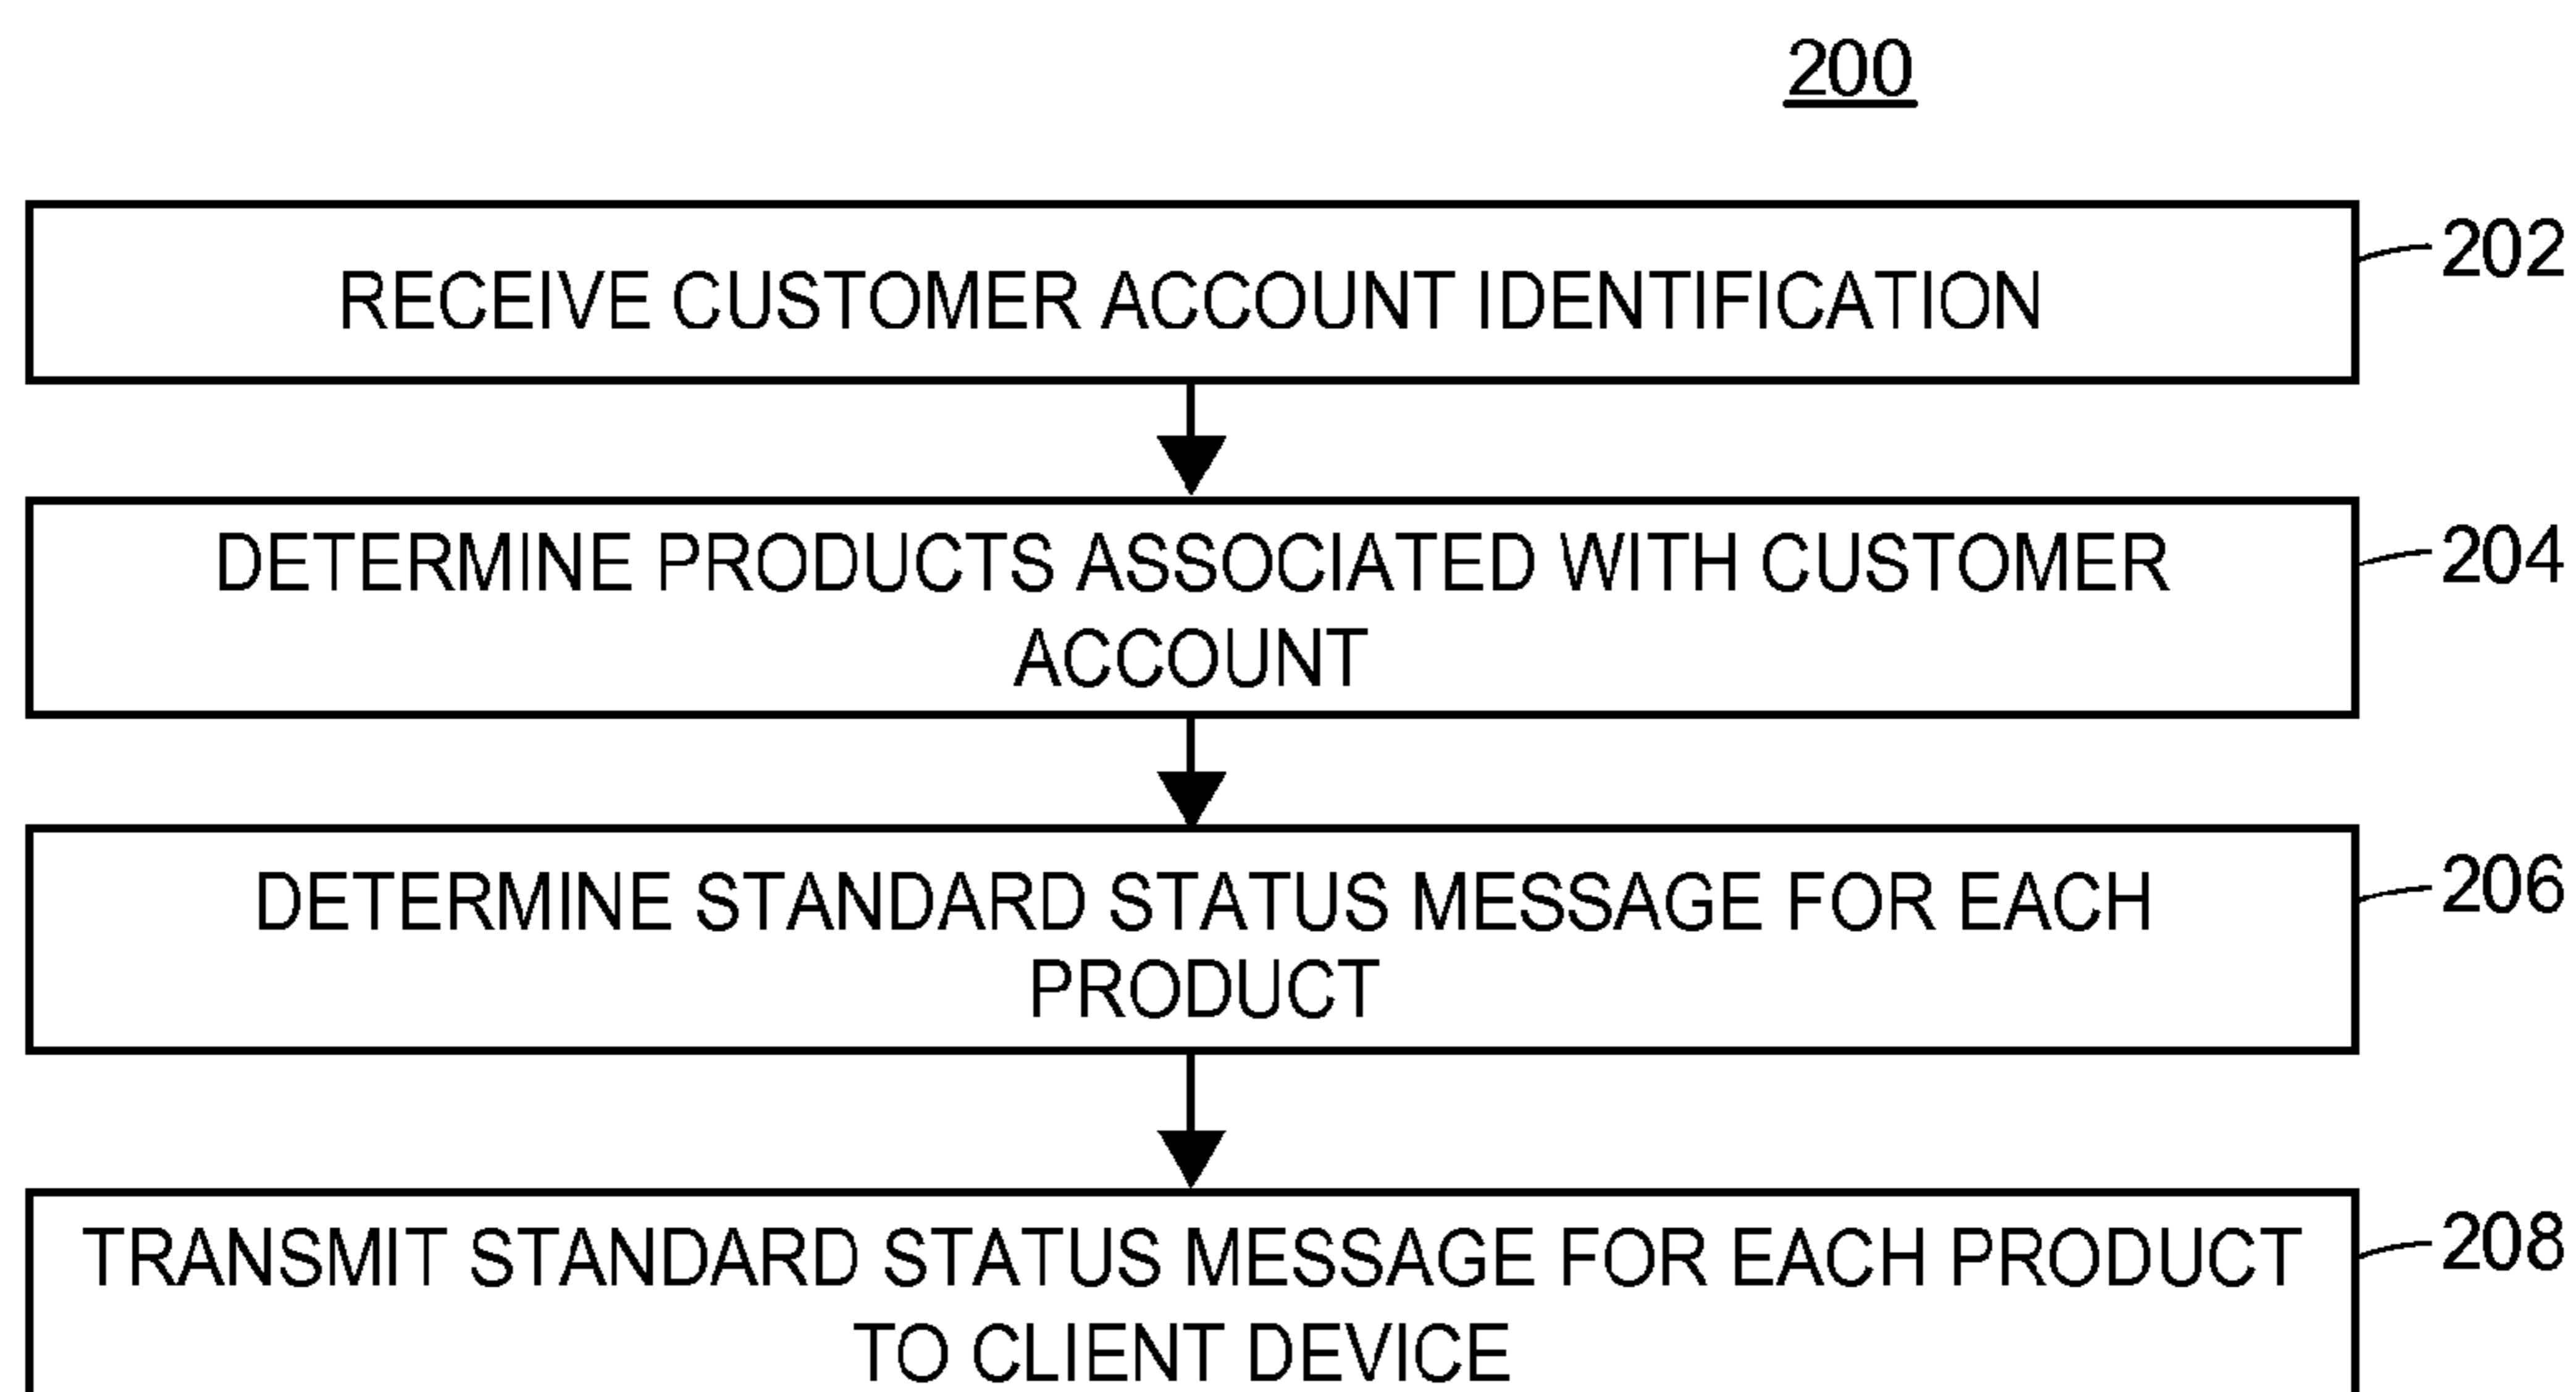 200
RECEIVE CUSTOMER ACCOUNT IDENTIFICATION
202
DETERMINE PRODUCTS ASSOCIATED WITH CUSTOMER
ACCOUNT
204
DETERMINE STANDARD STATUS MESSAGE FOR EACH
PRODUCT
206
TRANSMIT STANDARD STATUS MESSAGE FOR EACH PRODUCT
TO CLIENT DEVICE
208